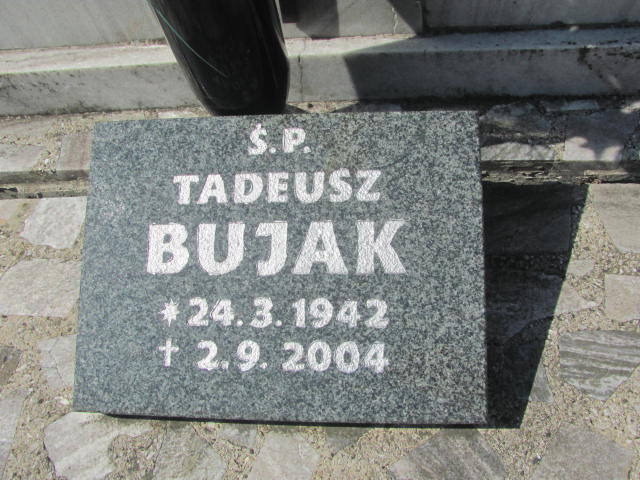 Ś.P.
TADEUSZ
BUJAK
* 24.3.1942
† 2.9.2004